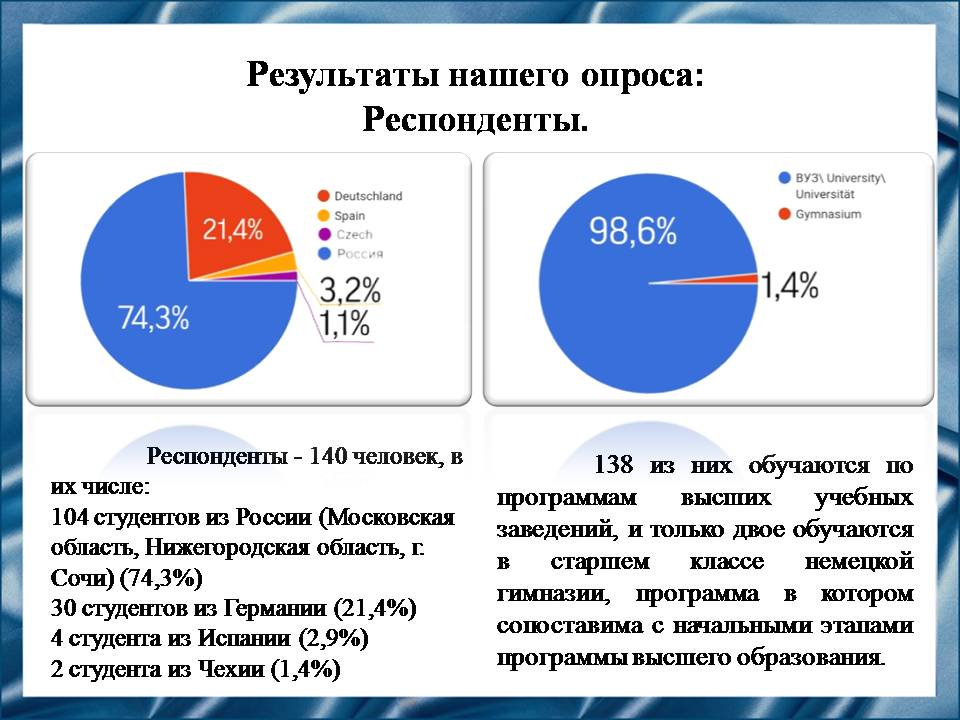 Результаты нашего опроса:
Респонденты.
21,4%
74,3%
Deutschland
Spain
Czech
Россия
3,2%
1,1%
98,6%
1,4%
ВУЗ\ University\
Universität
Gymnasium
Респонденты - 140 человек, в
их числе:
104 студентов из России (Московская
область, Нижегородская область, г.
Сочи) (74,3%)
30 студентов из Германии (21,4%)
4 студента из Испании (2,9%)
2 студента из Чехии (1,4%)
138 из них обучаются по
программам высших учебных
заведений, и только двое обучаются
в старшем классе немецкой
гимназии, программа в котором
сопоставима с начальными этапами
программы высшего образования.